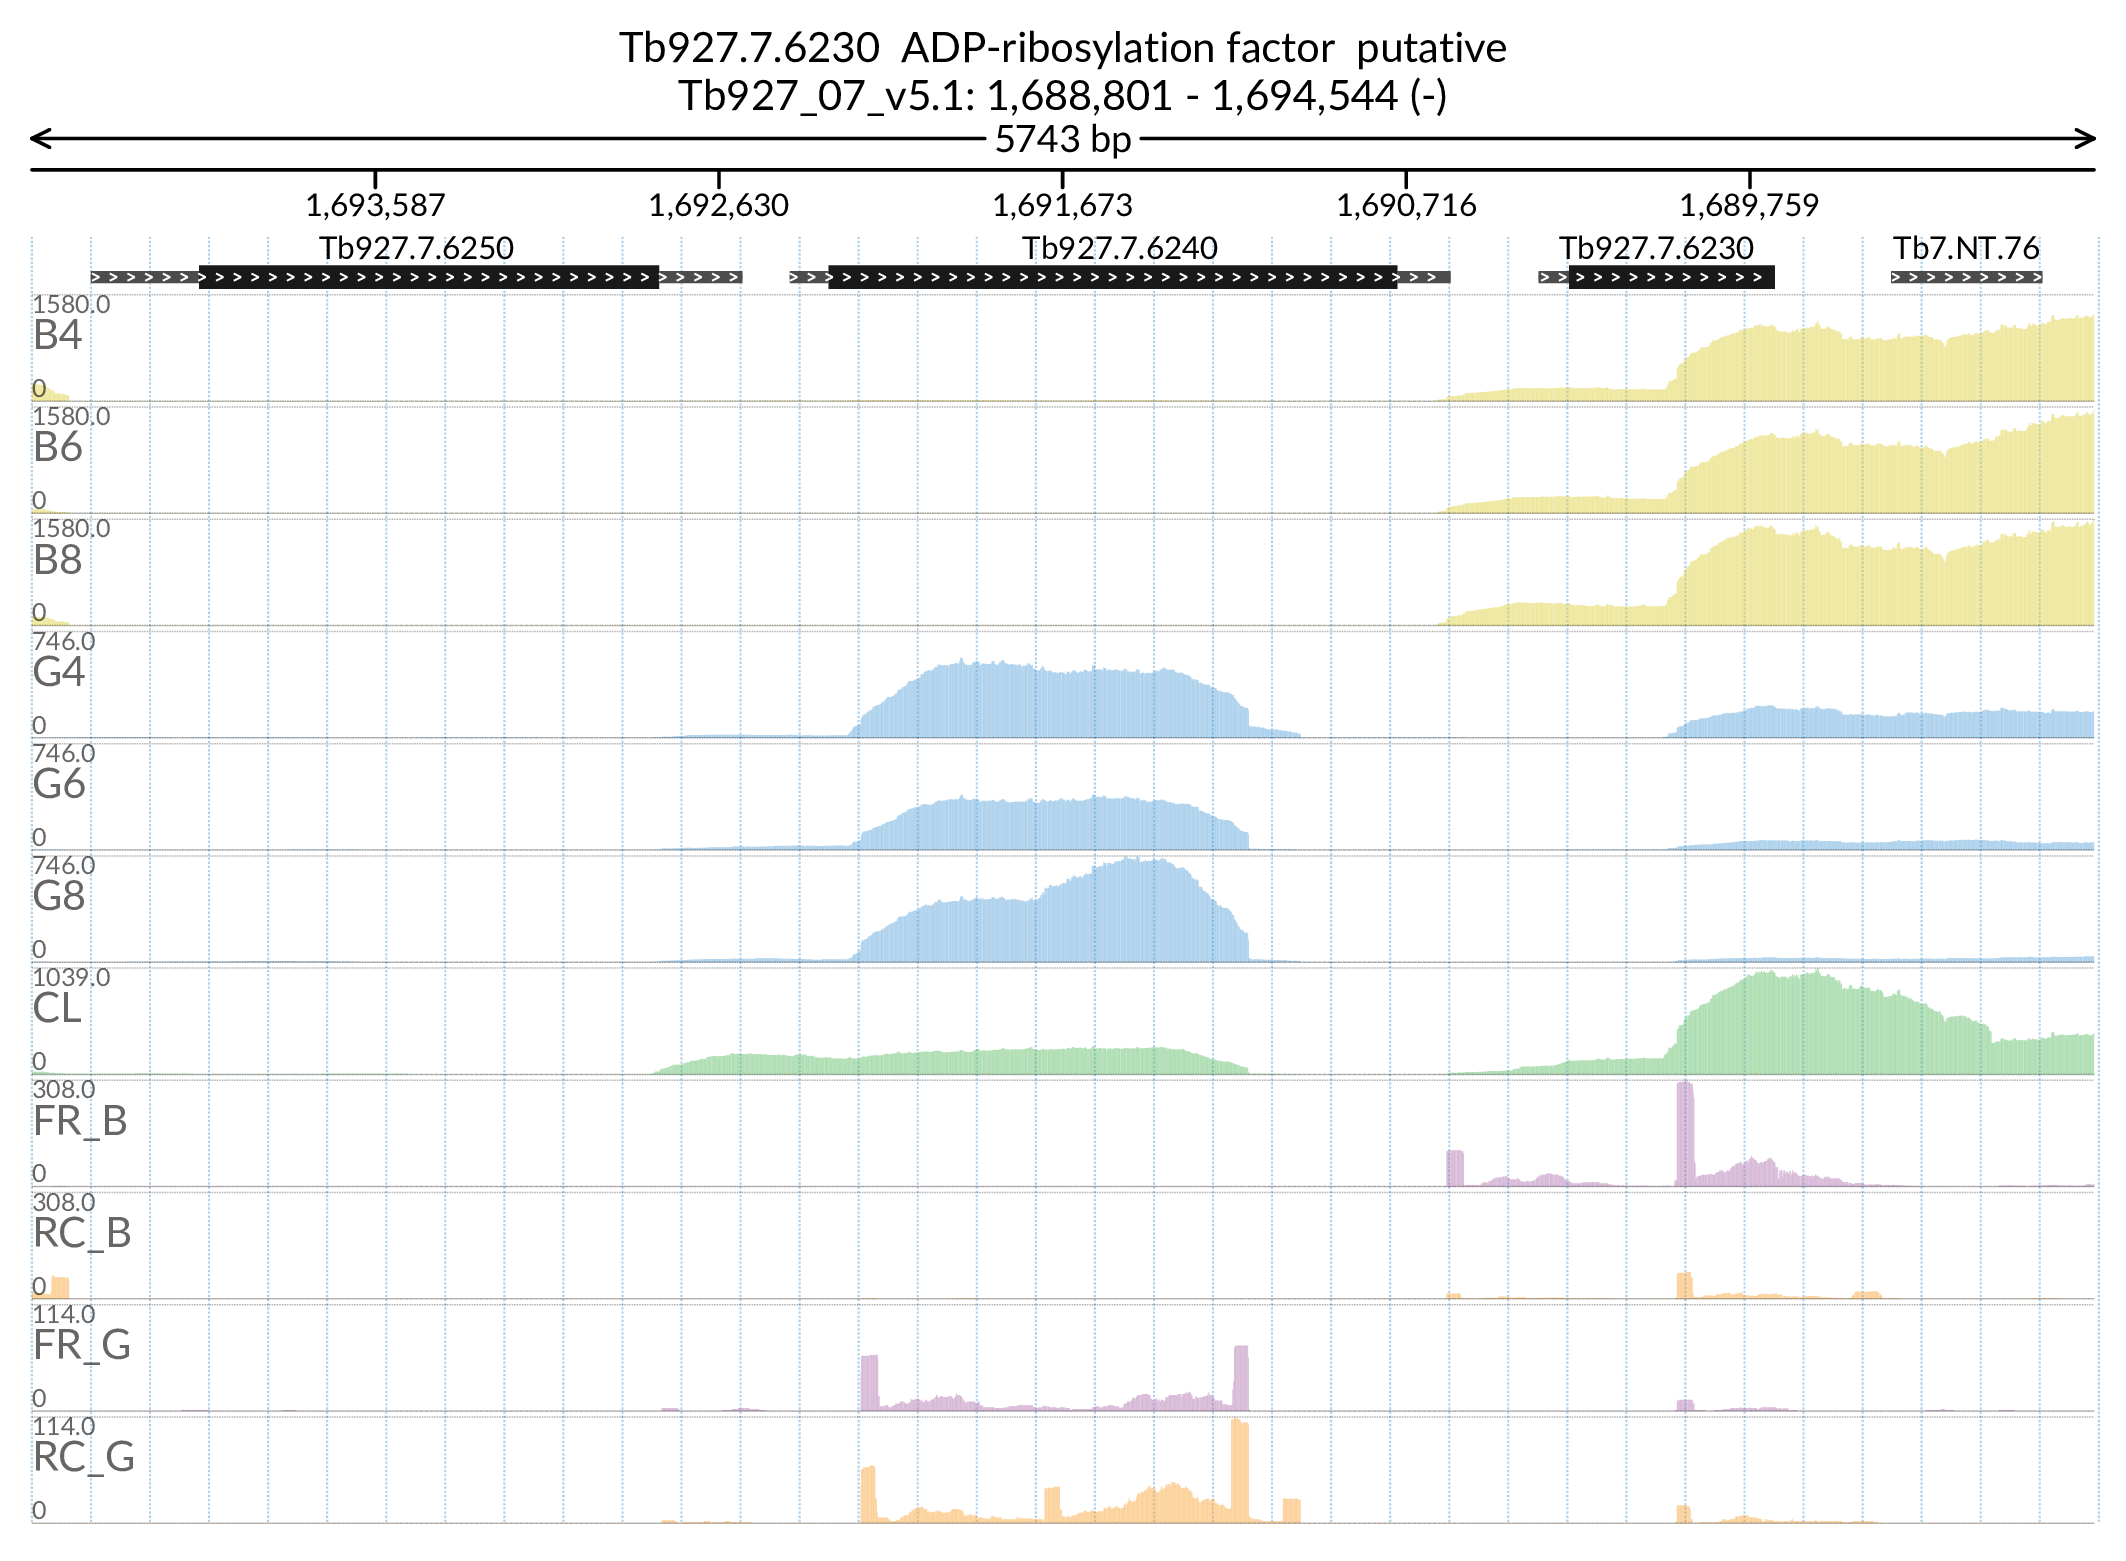 Tb927.7.6230  ADP-ribosylation factor  putative
Tb927_07_v5.1: 1,688,801 - 1,694,544 (-)
5743 bp
1,693,587 1,692,630 1,691,673 1,690,716 1,689,759
Tb927.7.6250 Tb927.7.6240 Tb927.7.6230 Tb7.NT.76
1580.0
B4
0
1580.0
B6
0
1580.0
B8
0
746.0
G4
0
746.0
G6
0
746.0
G8
0
1039.0
CL
0
308.0
FR_B
0
308.0
RC_B
0
114.0
FR_G
0
114.0
RC_G
0